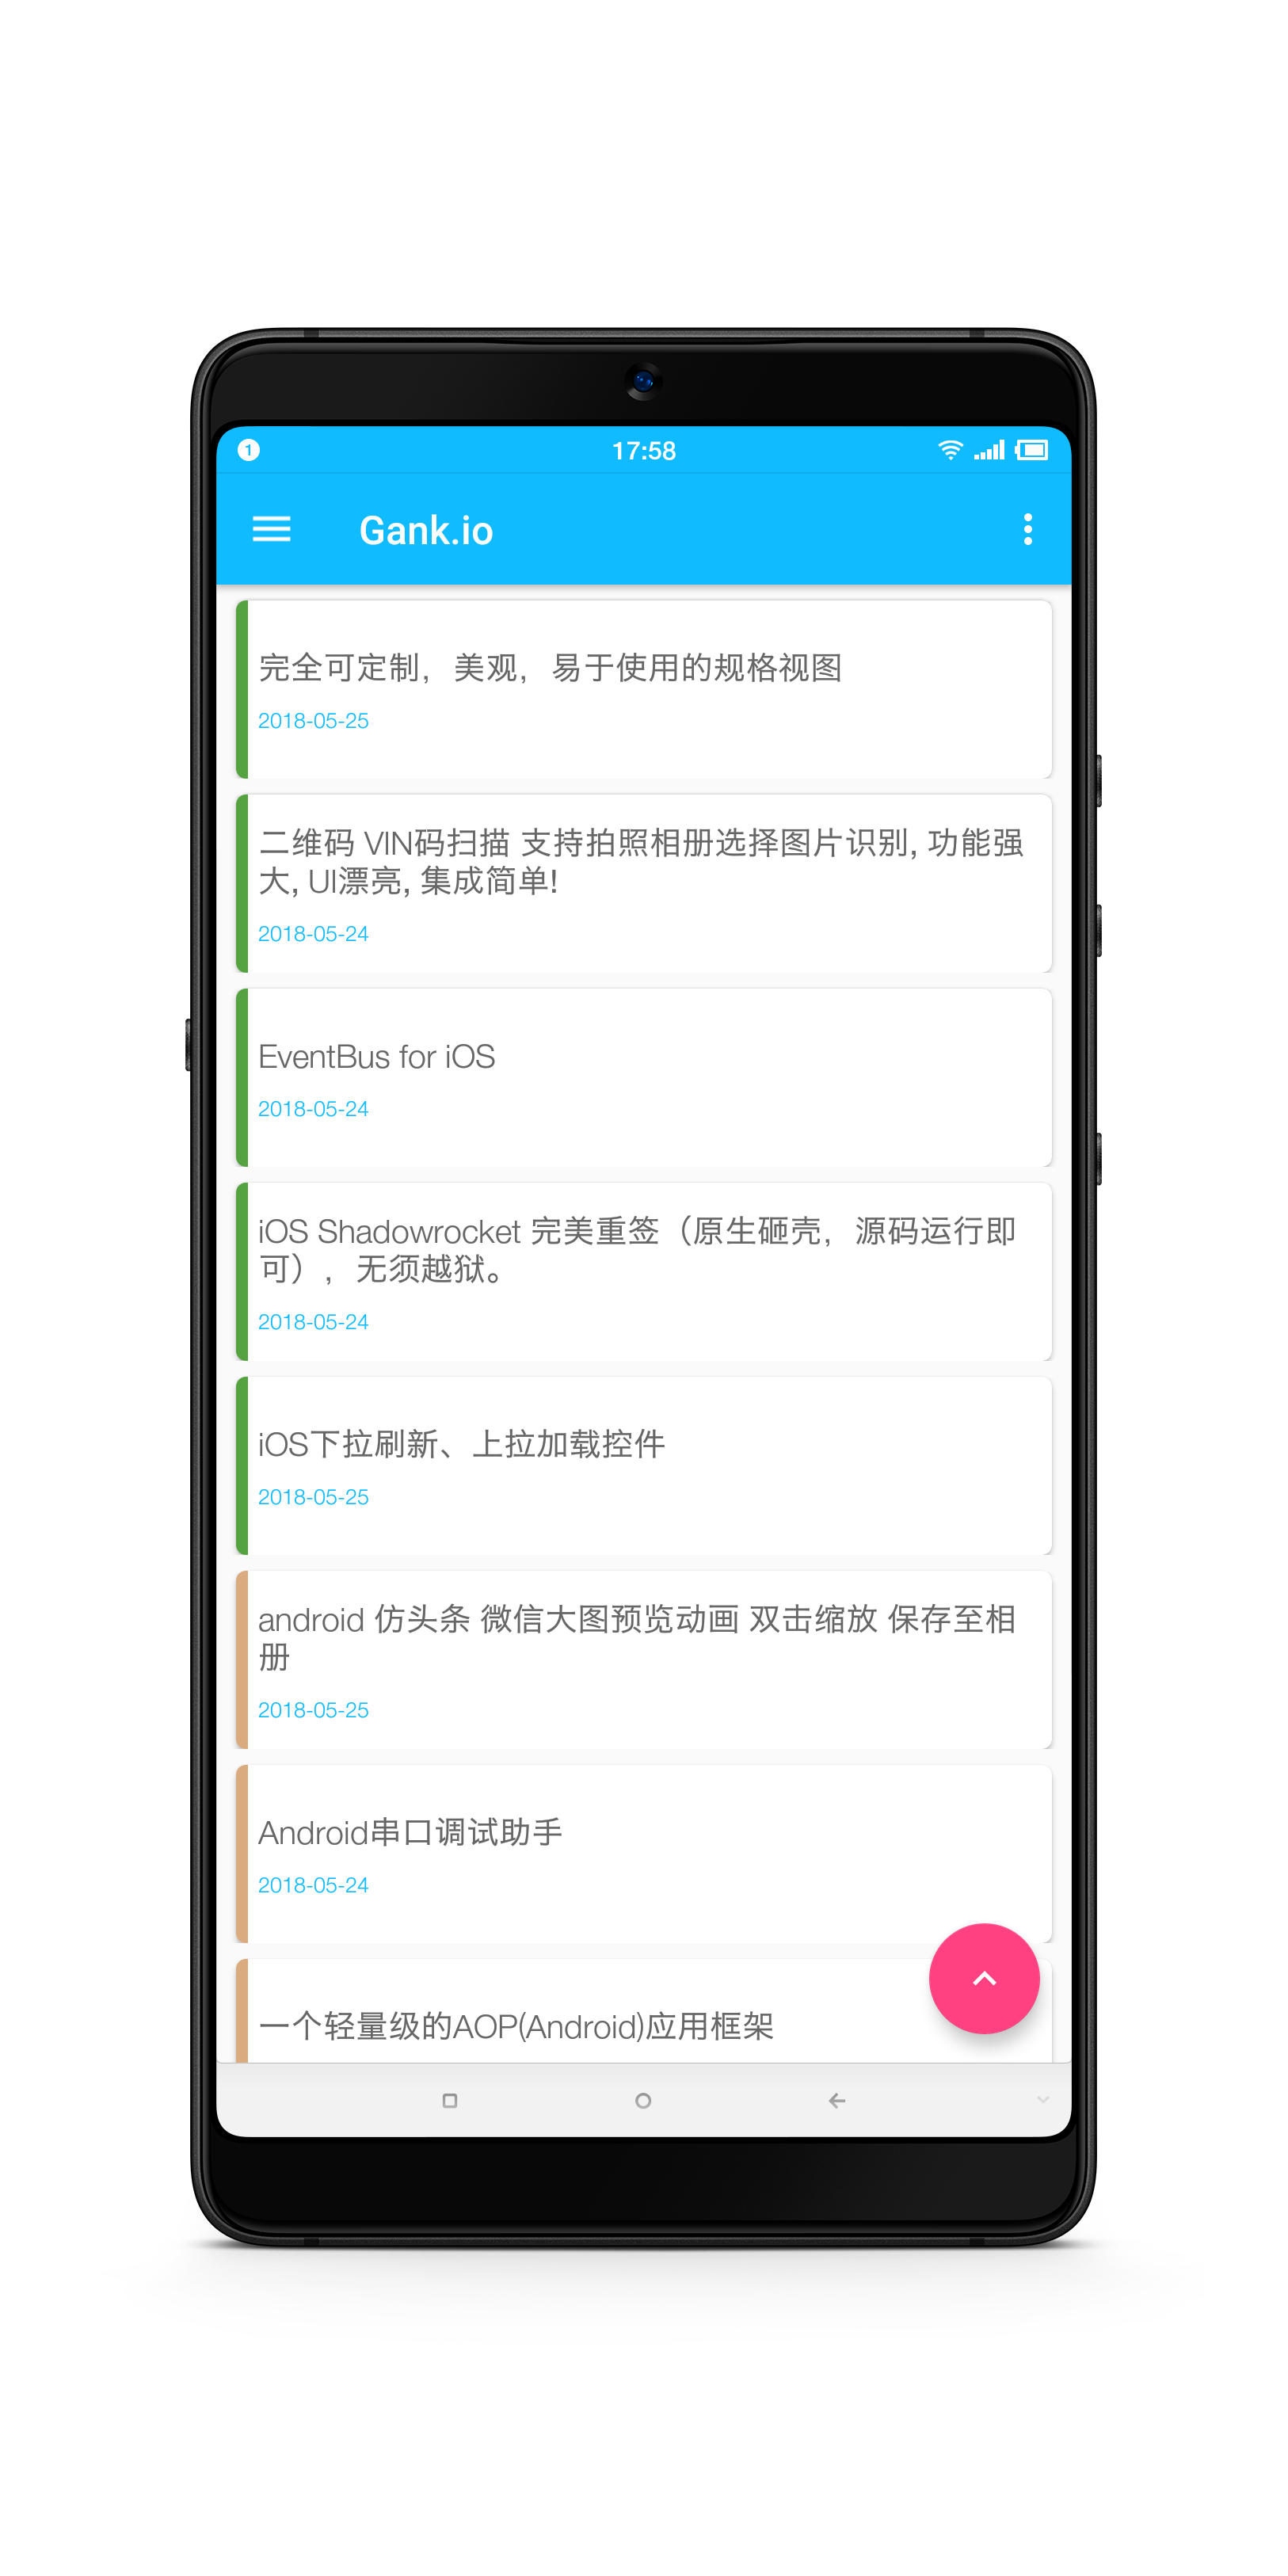 1
17:58
Gank.io
完全可定制，美观，易于使用的规格视图
2018-05-25
二维码 VIN码扫描 支持拍照相册选择图片识别, 功能强
大, UI漂亮, 集成简单!
2018-05-24
EventBus for iOS
2018-05-24
iOS Shadowrocket 完美重签（原生砸壳，源码运行即
可），无须越狱。
2018-05-24
iOS下拉刷新、上拉加载控件
2018-05-25
android 仿头条 微信大图预览动画 双击缩放 保存至相
册
2018-05-25
Android串口调试助手
2018-05-24
一个轻量级的AOP(Android)应用框架